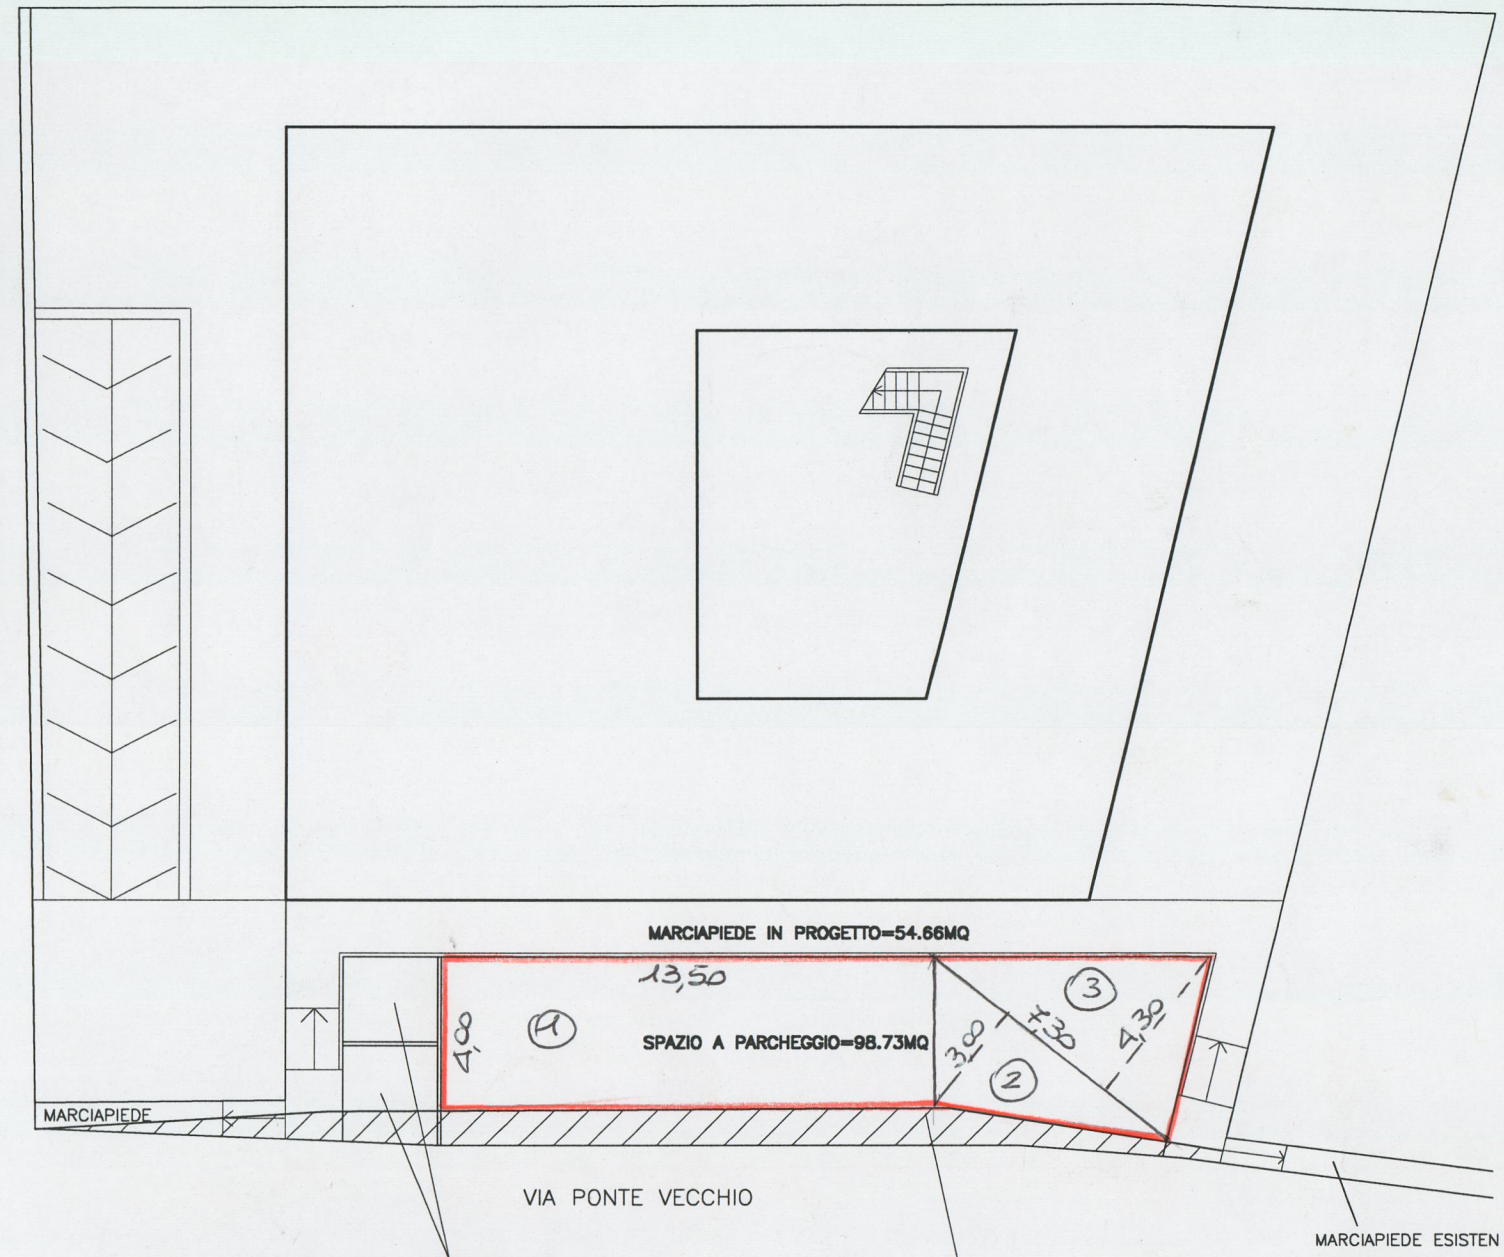 MARCIAPIEDE IN PROGETTO=54.66MQ
13,50
3
4,00
1
SPAZIO A PARCHEGGIO=98.73MQ
3,00
7,30
4,30
2
MARCIAPIEDE
VIA PONTE VECCHIO
MARCIAPIEDE ESISTEN